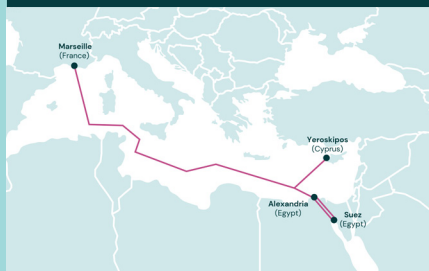 Marseille
(France)
Yeroskipos
(Cyprus)
Alexandria
(Egypt)
Suez
(Egypt)